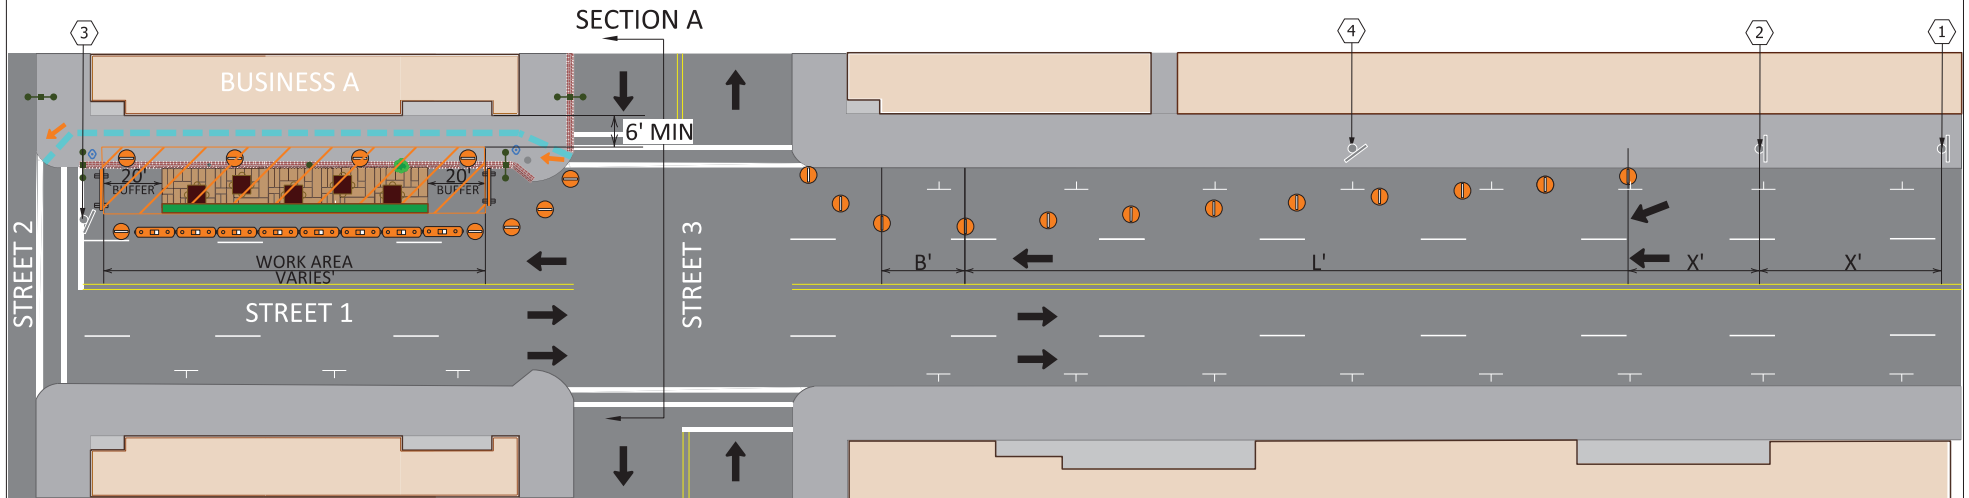 SECTION A
3
4
2
1
BUSINESS A
6' MIN
20'
BUFFER
20'
BUFFER
WORK AREA
VARIES'
B'
L'
X'
X'
STREET 1
STREET 2
STREET 3